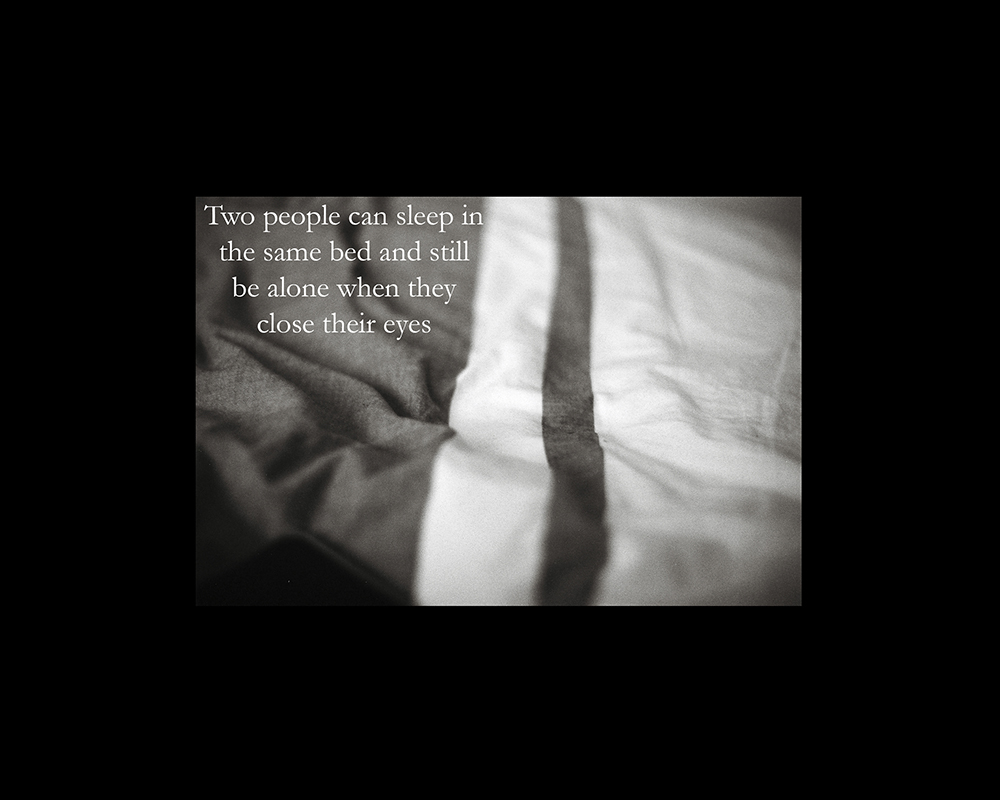 Two people can sleep in
the same bed and still
be alone when they
close their eyes